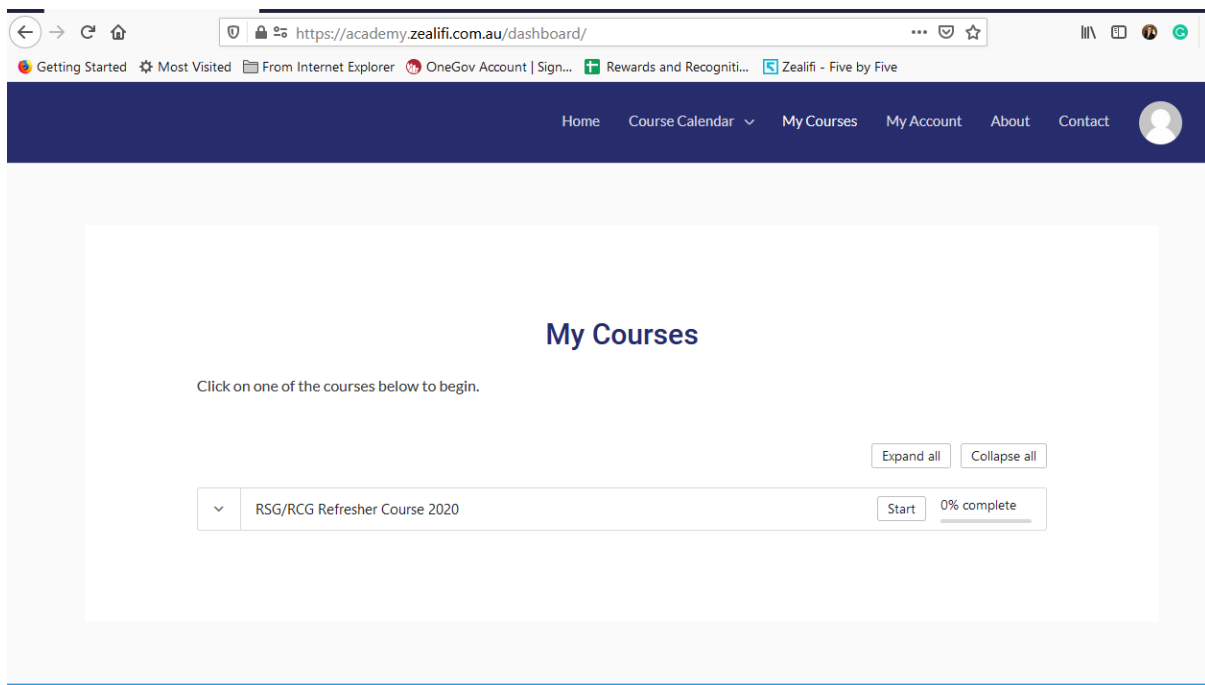 https://academy.zealifi.com.au/dashboard/
Getting Started Most Visited From Internet Explorer OneGov Account | Sign... Rewards and Recogniti... Zealifi - Five by Five
Home Course Calendar My Courses My Account About Contact
My Courses
Click on one of the courses below to begin.
Expand all Collapse all
RSG/RCG Refresher Course 2020 Start 0% complete